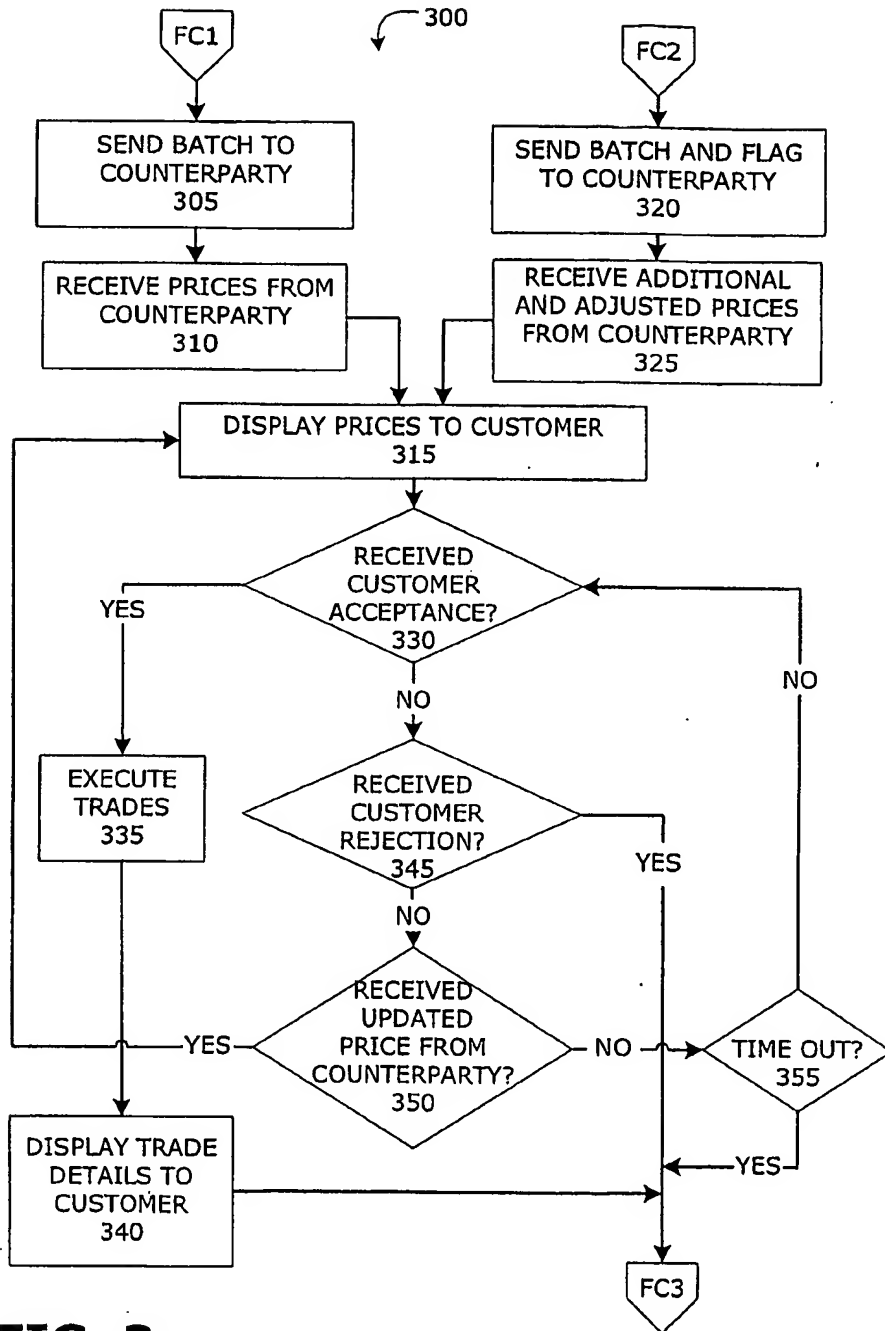 300
FC1
FC2
SEND BATCH TO
COUNTERPARTY
305
SEND BATCH AND FLAG
TO COUNTERPARTY
320
RECEIVE PRICES FROM
COUNTERPARTY
310
RECEIVE ADDITIONAL
AND ADJUSTED PRICES
FROM COUNTERPARTY
325
DISPLAY PRICES TO CUSTOMER
315
RECEIVED
CUSTOMER
ACCEPTANCE?
330
YES
NO
NO
EXECUTE
TRADES
335
RECEIVED
CUSTOMER
REJECTION?
345
YES
NO
RECEIVED
UPDATED
PRICE FROM
COUNTERPARTY?
350
YES
NO
TIME OUT?
355
YES
DISPLAY TRADE
DETAILS TO
CUSTOMER
340
FC3